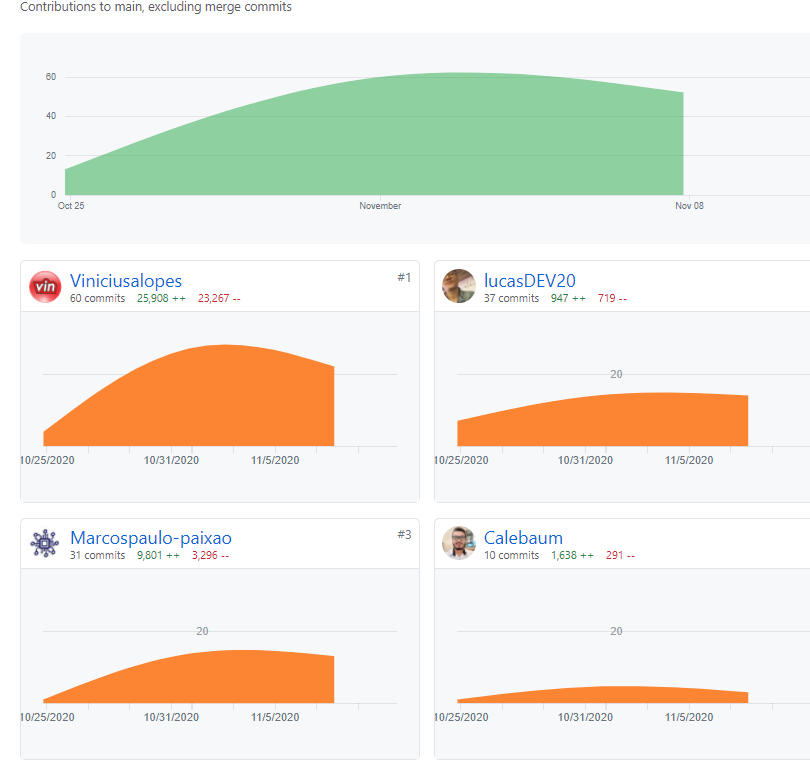 Contributions to main, excluding merge commits
60
40
20
0
Oct 25 November Nov 08
vin
Viniciusalopes #1
60 commits 25,908 ++ 23,267 --
10/25/2020 10/31/2020 11/5/2020
lucasDEV20
37 commits 947 ++ 719 --
20
10/25/2020 10/31/2020 11/5/2020
Marcospaulo-paixao #3
31 commits 9,801 ++ 3,296 --
20
10/25/2020 10/31/2020 11/5/2020
Calebaum
10 commits 1,638 ++ 291 --
20
10/25/2020 10/31/2020 11/5/2020